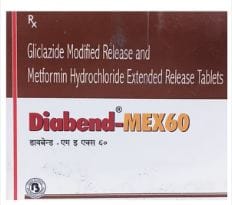 Rx
Gliclazide Modified Release and
Metformin Hydrochloride Extended Release Tablets
Diabend®-MEX60
डायबेन्ड - एम ई एक्स ६०